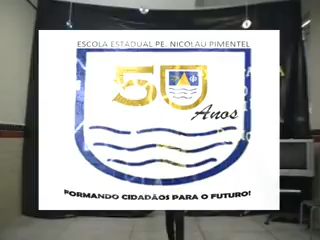 ESCOLA ESTADUAL PE. NICOLAU PIMENTEL
50
Anos
FORMANDO CIDADÃOS PARA O FUTURO!